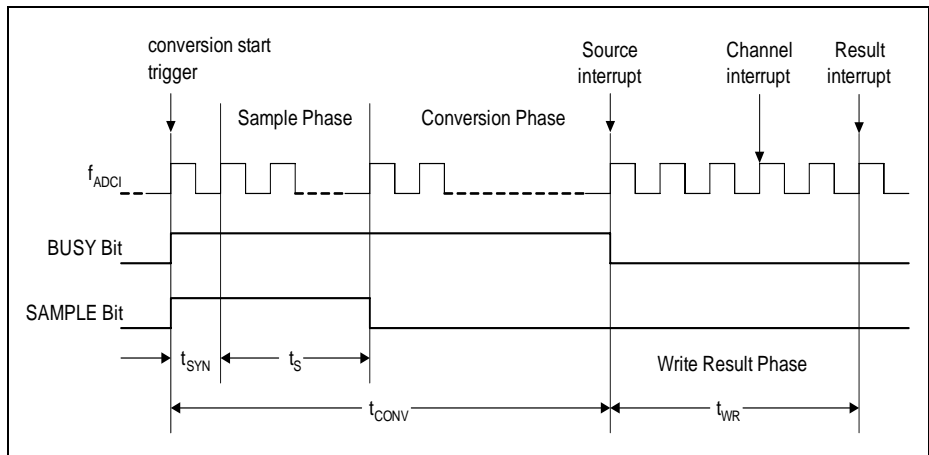 conversion start
trigger
Source
interrupt
Channel
interrupt
Result
interrupt
Sample Phase
Conversion Phase
fADCI
BUSY Bit
SAMPLE Bit
tSYN
tS
Write Result Phase
tCONV
tWR